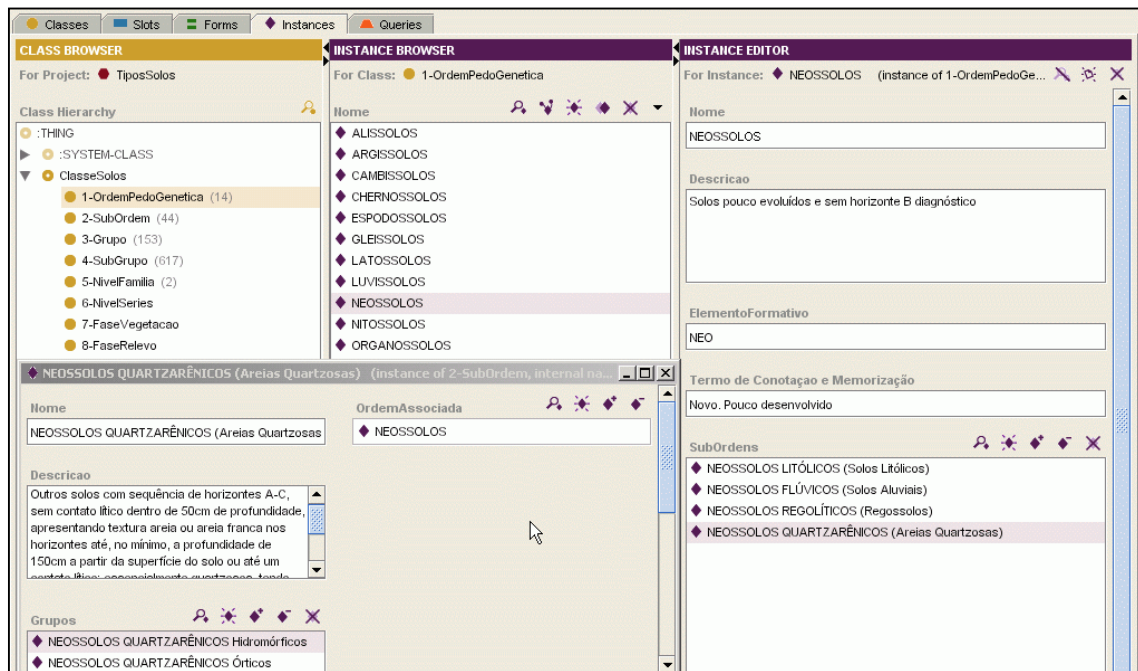 Classes Slots Forms Instances Queries
CLASS BROWSER
For Project: TiposSolos
Class Hierarchy
:THING
:SYSTEM-CLASS
ClasseSolos
1-OrdemPedoGenetica (14)
2-SubOrdem (44)
3-Grupo (153)
4-SubGrupo (617)
5-NivelFamilia (2)
6-NivelSeries
7-FaseVegetacao
8-FaseRelevo
INSTANCE BROWSER
For Class: 1-OrdemPedoGenetica
Nome
ALISSOLOS
ARGISSOLOS
CAMBISSOLOS
CHERNOSSOLOS
ESPODOSSOLOS
GLEISSOLOS
LATOSSOLOS
LUVISSOLOS
NEOSSOLOS
NITOSSOLOS
ORGANOSSOLOS
INSTANCE EDITOR
For Instance: NEOSSOLOS (instance of 1-OrdemPedoGe...
Nome
NEOSSOLOS
Descricao
Solos pouco evoluídos e sem horizonte B diagnóstico
ElementoFormativo
NEO
Termo de Conotaçao e Memorização
Novo. Pouco desenvolvido
SubOrdens
NEOSSOLOS LITÓLICOS (Solos Litólicos)
NEOSSOLOS FLÚVICOS (Solos Aluviais)
NEOSSOLOS REGOLÍTICOS (Regossolos)
NEOSSOLOS QUARTZARÊNICOS (Areias Quartzosas)
NEOSSOLOS QUARTZARÊNICOS (Areias Quartzosas) (instance of 2-SubOrdem, internal na...
Nome
NEOSSOLOS QUARTZARÊNICOS (Areias Quartzosas
OrdemAssociada
NEOSSOLOS
Descricao
Outros solos com sequência de horizontes A-C,
sem contato lítico dentro de 50cm de profundidade,
apresentando textura areia ou areia franca nos
horizontes até, no mínimo, a profundidade de
150cm a partir da superfície do solo ou até um
contato lítico; essencialmente quartzosos, tendo
Grupos
NEOSSOLOS QUARTZARÊNICOS Hidromórficos
NEOSSOLOS QUARTZARÊNICOS Órticos